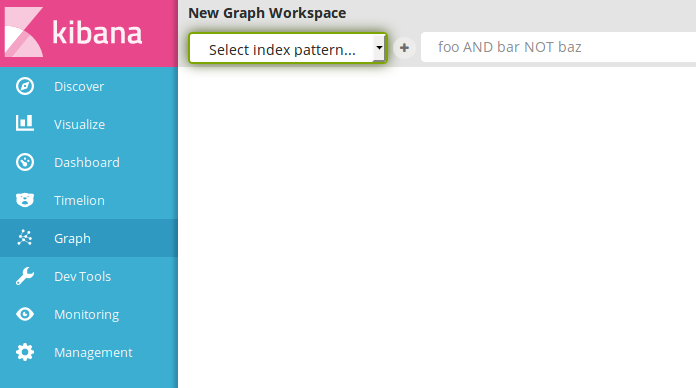 kibana
New Graph Workspace
Select index pattern...
foo AND bar NOT baz
Discover
Visualize
Dashboard
Timelion
Graph
Dev Tools
Monitoring
Management